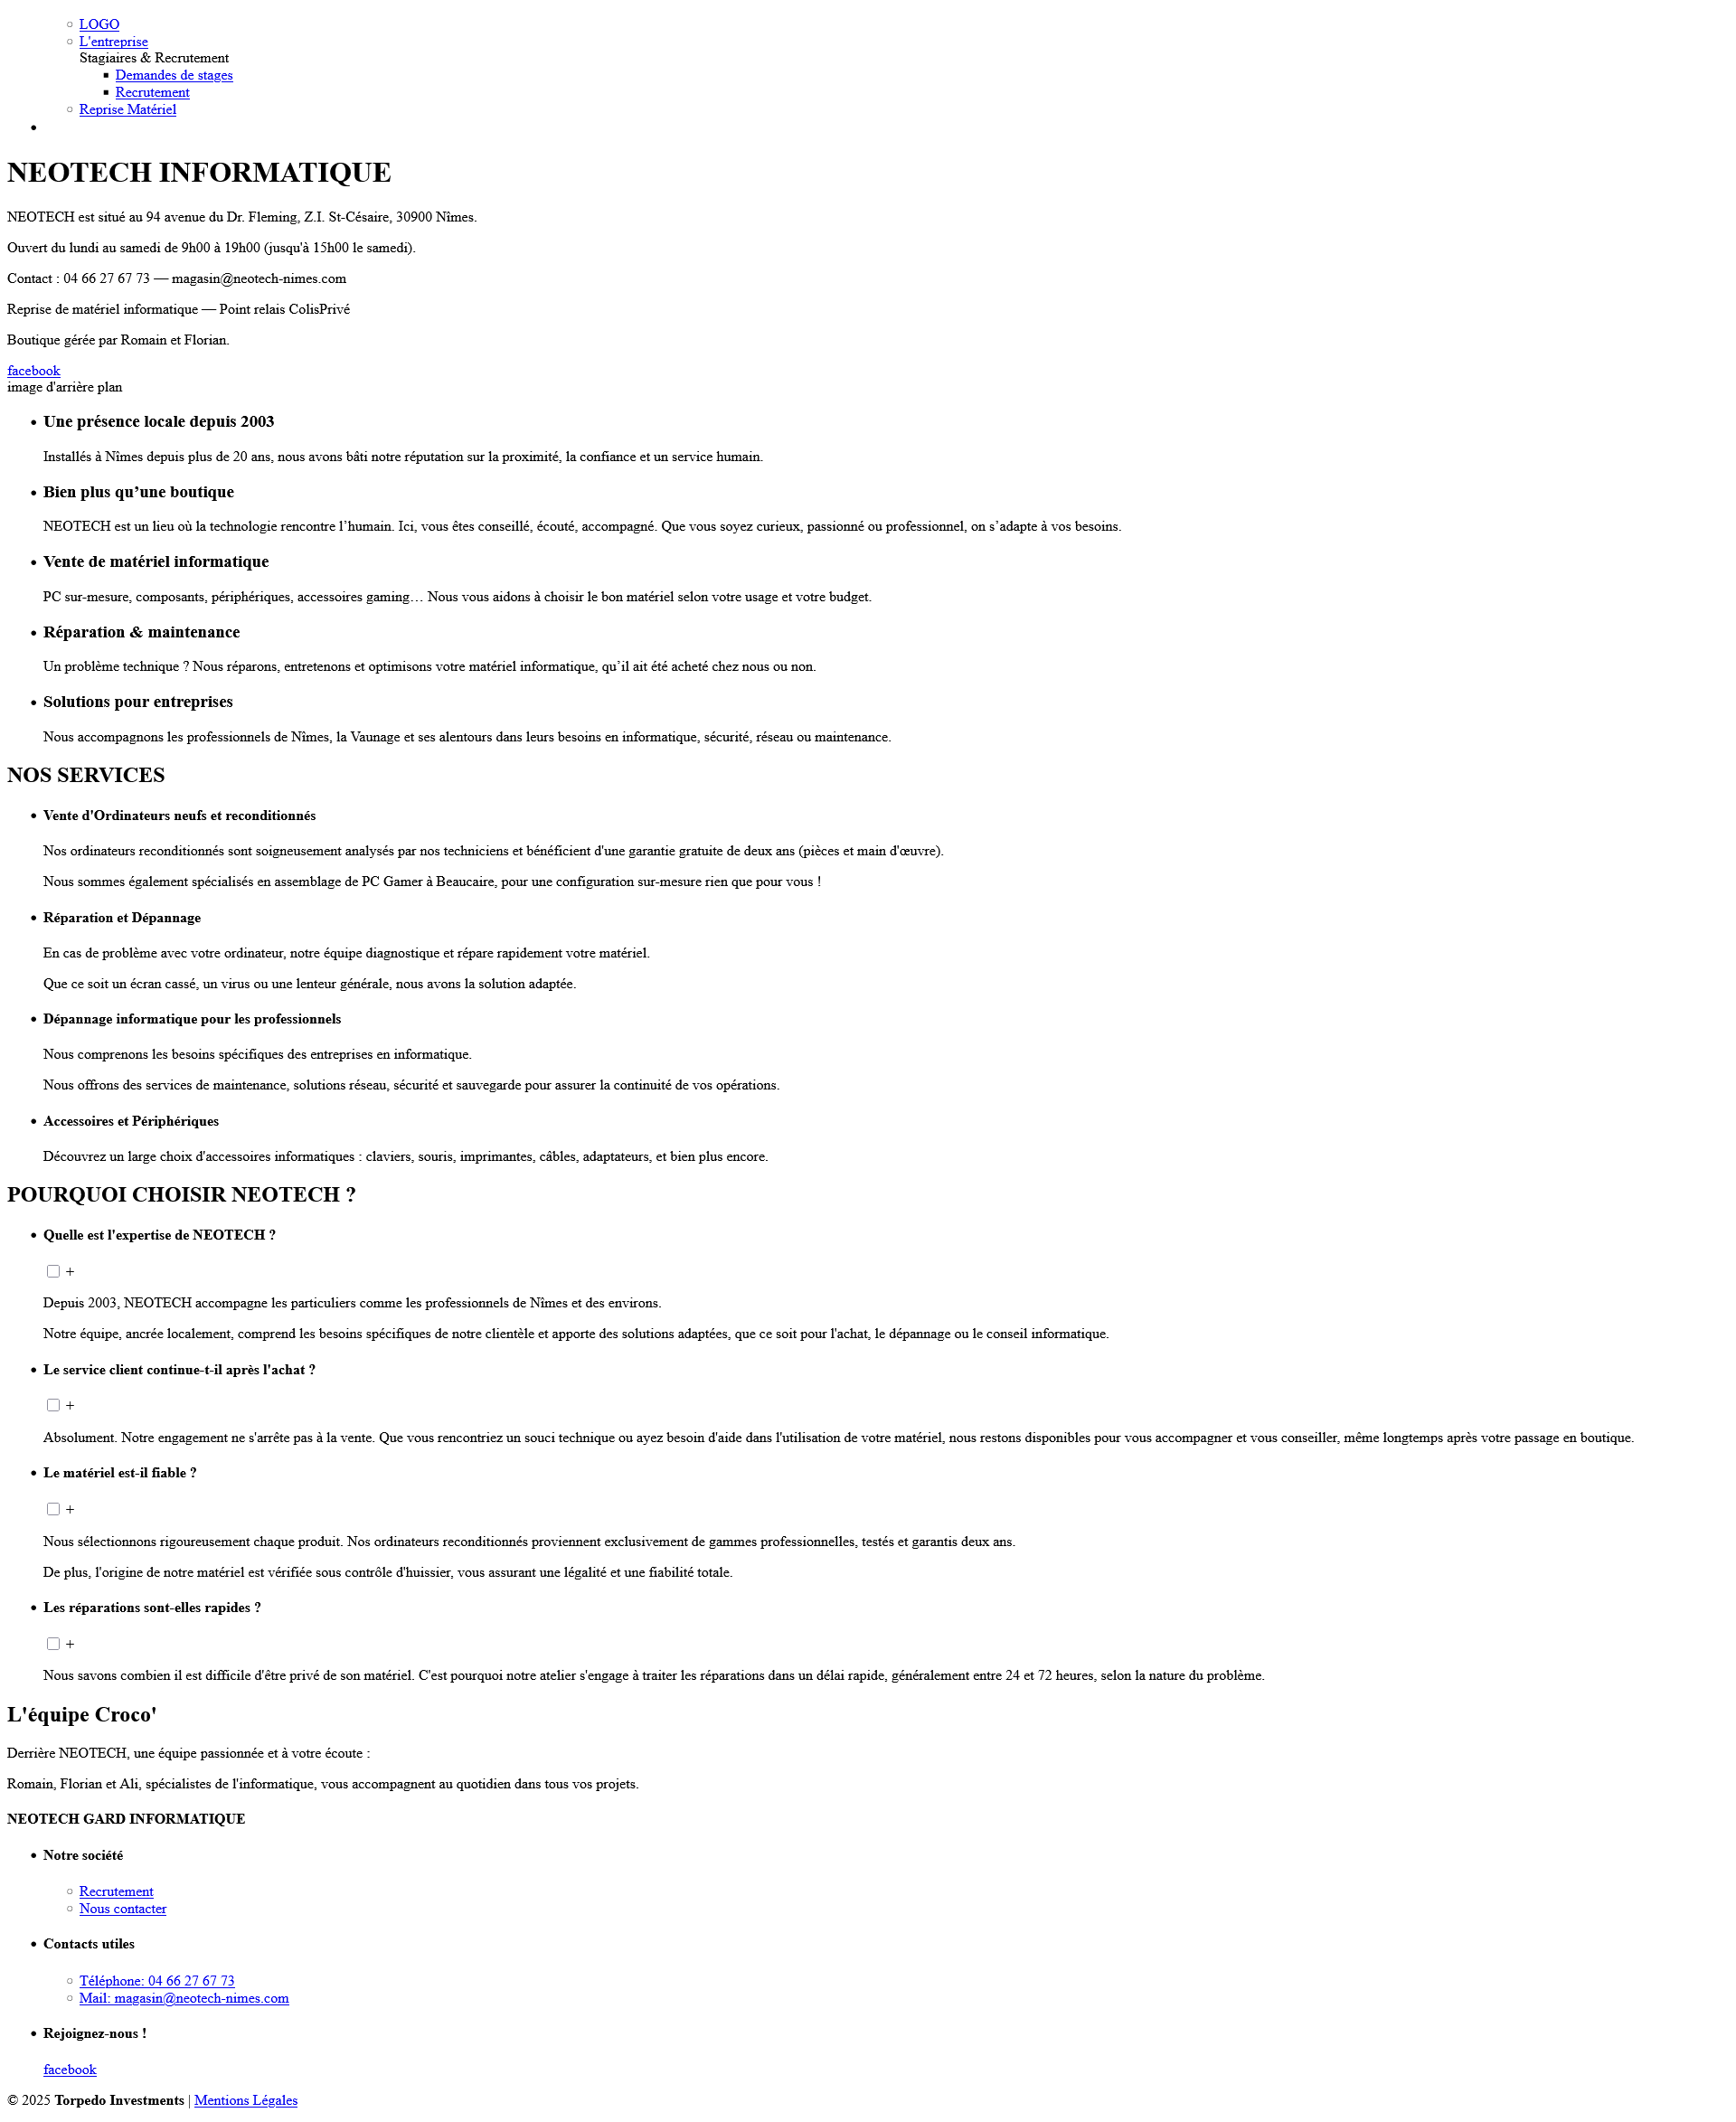 LOGO
L'entreprise
Stagiaires & Recrutement
Demandes de stages
Recrutement
Reprise Matériel
NEOTECH INFORMATIQUE
NEOTECH est situé au 94 avenue du Dr. Fleming, Z.I. St-Césaire, 30900 Nîmes.
Ouvert du lundi au samedi de 9h00 à 19h00 (jusqu'à 15h00 le samedi).
Contact : 04 66 27 67 73 — magasin@neotech-nimes.com
Reprise de matériel informatique — Point relais ColisPrivé
Boutique gérée par Romain et Florian.
facebook
image d'arrière plan
Une présence locale depuis 2003
Installés à Nîmes depuis plus de 20 ans, nous avons bâti notre réputation sur la proximité, la confiance et un service humain.
Bien plus qu’une boutique
NEOTECH est un lieu où la technologie rencontre l’humain. Ici, vous êtes conseillé, écouté, accompagné. Que vous soyez curieux, passionné ou professionnel, on s’adapte à vos besoins.
Vente de matériel informatique
PC sur-mesure, composants, périphériques, accessoires gaming… Nous vous aidons à choisir le bon matériel selon votre usage et votre budget.
Réparation & maintenance
Un problème technique ? Nous réparons, entretenons et optimisons votre matériel informatique, qu’il ait été acheté chez nous ou non.
Solutions pour entreprises
Nous accompagnons les professionnels de Nîmes, la Vaunage et ses alentours dans leurs besoins en informatique, sécurité, réseau ou maintenance.
NOS SERVICES
Vente d'Ordinateurs neufs et reconditionnés
Nos ordinateurs reconditionnés sont soigneusement analysés par nos techniciens et bénéficient d'une garantie gratuite de deux ans (pièces et main d'œuvre).
Nous sommes également spécialisés en assemblage de PC Gamer à Beaucaire, pour une configuration sur-mesure rien que pour vous !
Réparation et Dépannage
En cas de problème avec votre ordinateur, notre équipe diagnostique et répare rapidement votre matériel.
Que ce soit un écran cassé, un virus ou une lenteur générale, nous avons la solution adaptée.
Dépannage informatique pour les professionnels
Nous comprenons les besoins spécifiques des entreprises en informatique.
Nous offrons des services de maintenance, solutions réseau, sécurité et sauvegarde pour assurer la continuité de vos opérations.
Accessoires et Périphériques
Découvrez un large choix d'accessoires informatiques : claviers, souris, imprimantes, câbles, adaptateurs, et bien plus encore.
POURQUOI CHOISIR NEOTECH ?
Quelle est l'expertise de NEOTECH ?
+
Depuis 2003, NEOTECH accompagne les particuliers comme les professionnels de Nîmes et des environs.
Notre équipe, ancrée localement, comprend les besoins spécifiques de notre clientèle et apporte des solutions adaptées, que ce soit pour l'achat, le dépannage ou le conseil informatique.
Le service client continue-t-il après l'achat ?
+
Absolument. Notre engagement ne s'arrête pas à la vente. Que vous rencontriez un souci technique ou ayez besoin d'aide dans l'utilisation de votre matériel, nous restons disponibles pour vous accompagner et vous conseiller, même longtemps après votre passage en boutique.
Le matériel est-il fiable ?
+
Nous sélectionnons rigoureusement chaque produit. Nos ordinateurs reconditionnés proviennent exclusivement de gammes professionnelles, testés et garantis deux ans.
De plus, l'origine de notre matériel est vérifiée sous contrôle d'huissier, vous assurant une légalité et une fiabilité totale.
Les réparations sont-elles rapides ?
+
Nous savons combien il est difficile d'être privé de son matériel. C'est pourquoi notre atelier s'engage à traiter les réparations dans un délai rapide, généralement entre 24 et 72 heures, selon la nature du problème.
L'équipe Croco'
Derrière NEOTECH, une équipe passionnée et à votre écoute :
Romain, Florian et Ali, spécialistes de l'informatique, vous accompagnent au quotidien dans tous vos projets.
NEOTECH GARD INFORMATIQUE
Notre société
Recrutement
Nous contacter
Contacts utiles
Téléphone: 04 66 27 67 73
Mail: magasin@neotech-nimes.com
Rejoignez-nous !
facebook
© 2025 Torpedo Investments | Mentions Légales